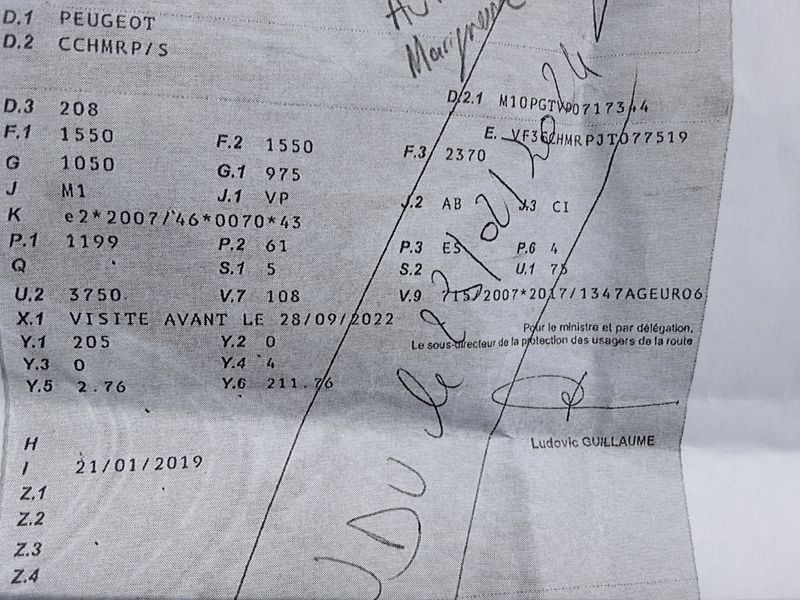 D.1 PEUGEOT
D.2 CCHMRP/S
D.3 208 D.2.1 M10PGTVP0717344
F.1 1550 F.2 1550 F.3 2370 E. VF3CCHMRPJT077519
G 1050 G.1 975
J M1 J.1 VP J.2 AB J.3 CI
K e2*2007/46*0070*43
P.1 1199 P.2 61 P.3 ES P.6 4
Q S.1 5 S.2 U.1 75
U.2 3750 V.7 108 V.9 715/2007*2017/1347AGEURO6
X.1 VISITE AVANT LE 28/09/2022
Pour le ministre et par délégation,
Le sous-directeur de la protection des usagers de la route
Y.1 205 Y.2 0
Y.3 0 Y.4 4
Y.5 2.76 Y.6 211.76
Ludovic GUILLAUME
H
I 21/01/2019
Z.1
Z.2
Z.3
Z.4